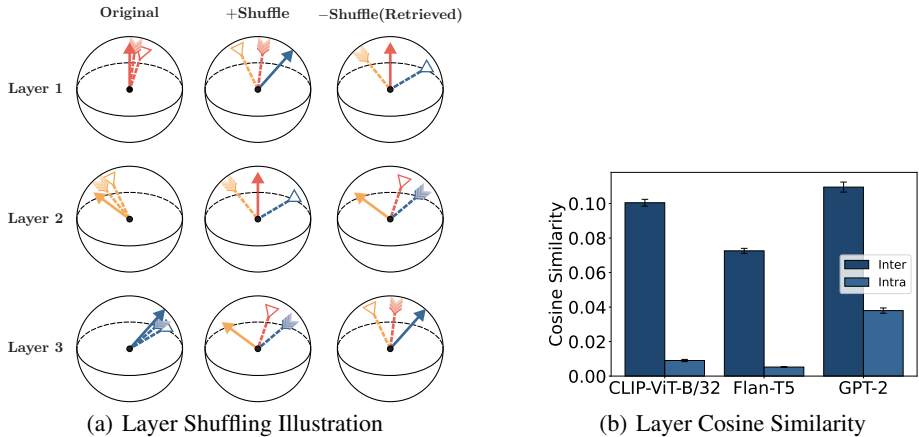 Original +Shuffle −Shuffle(Retrieved)
Layer 1
Layer 2
Layer 3
(a) Layer Shuffling Illustration
Cosine Similarity
0.10
0.08
0.06
0.04
0.02
0.00
Inter
Intra
CLIP-ViT-B/32 Flan-T5 GPT-2
(b) Layer Cosine Similarity